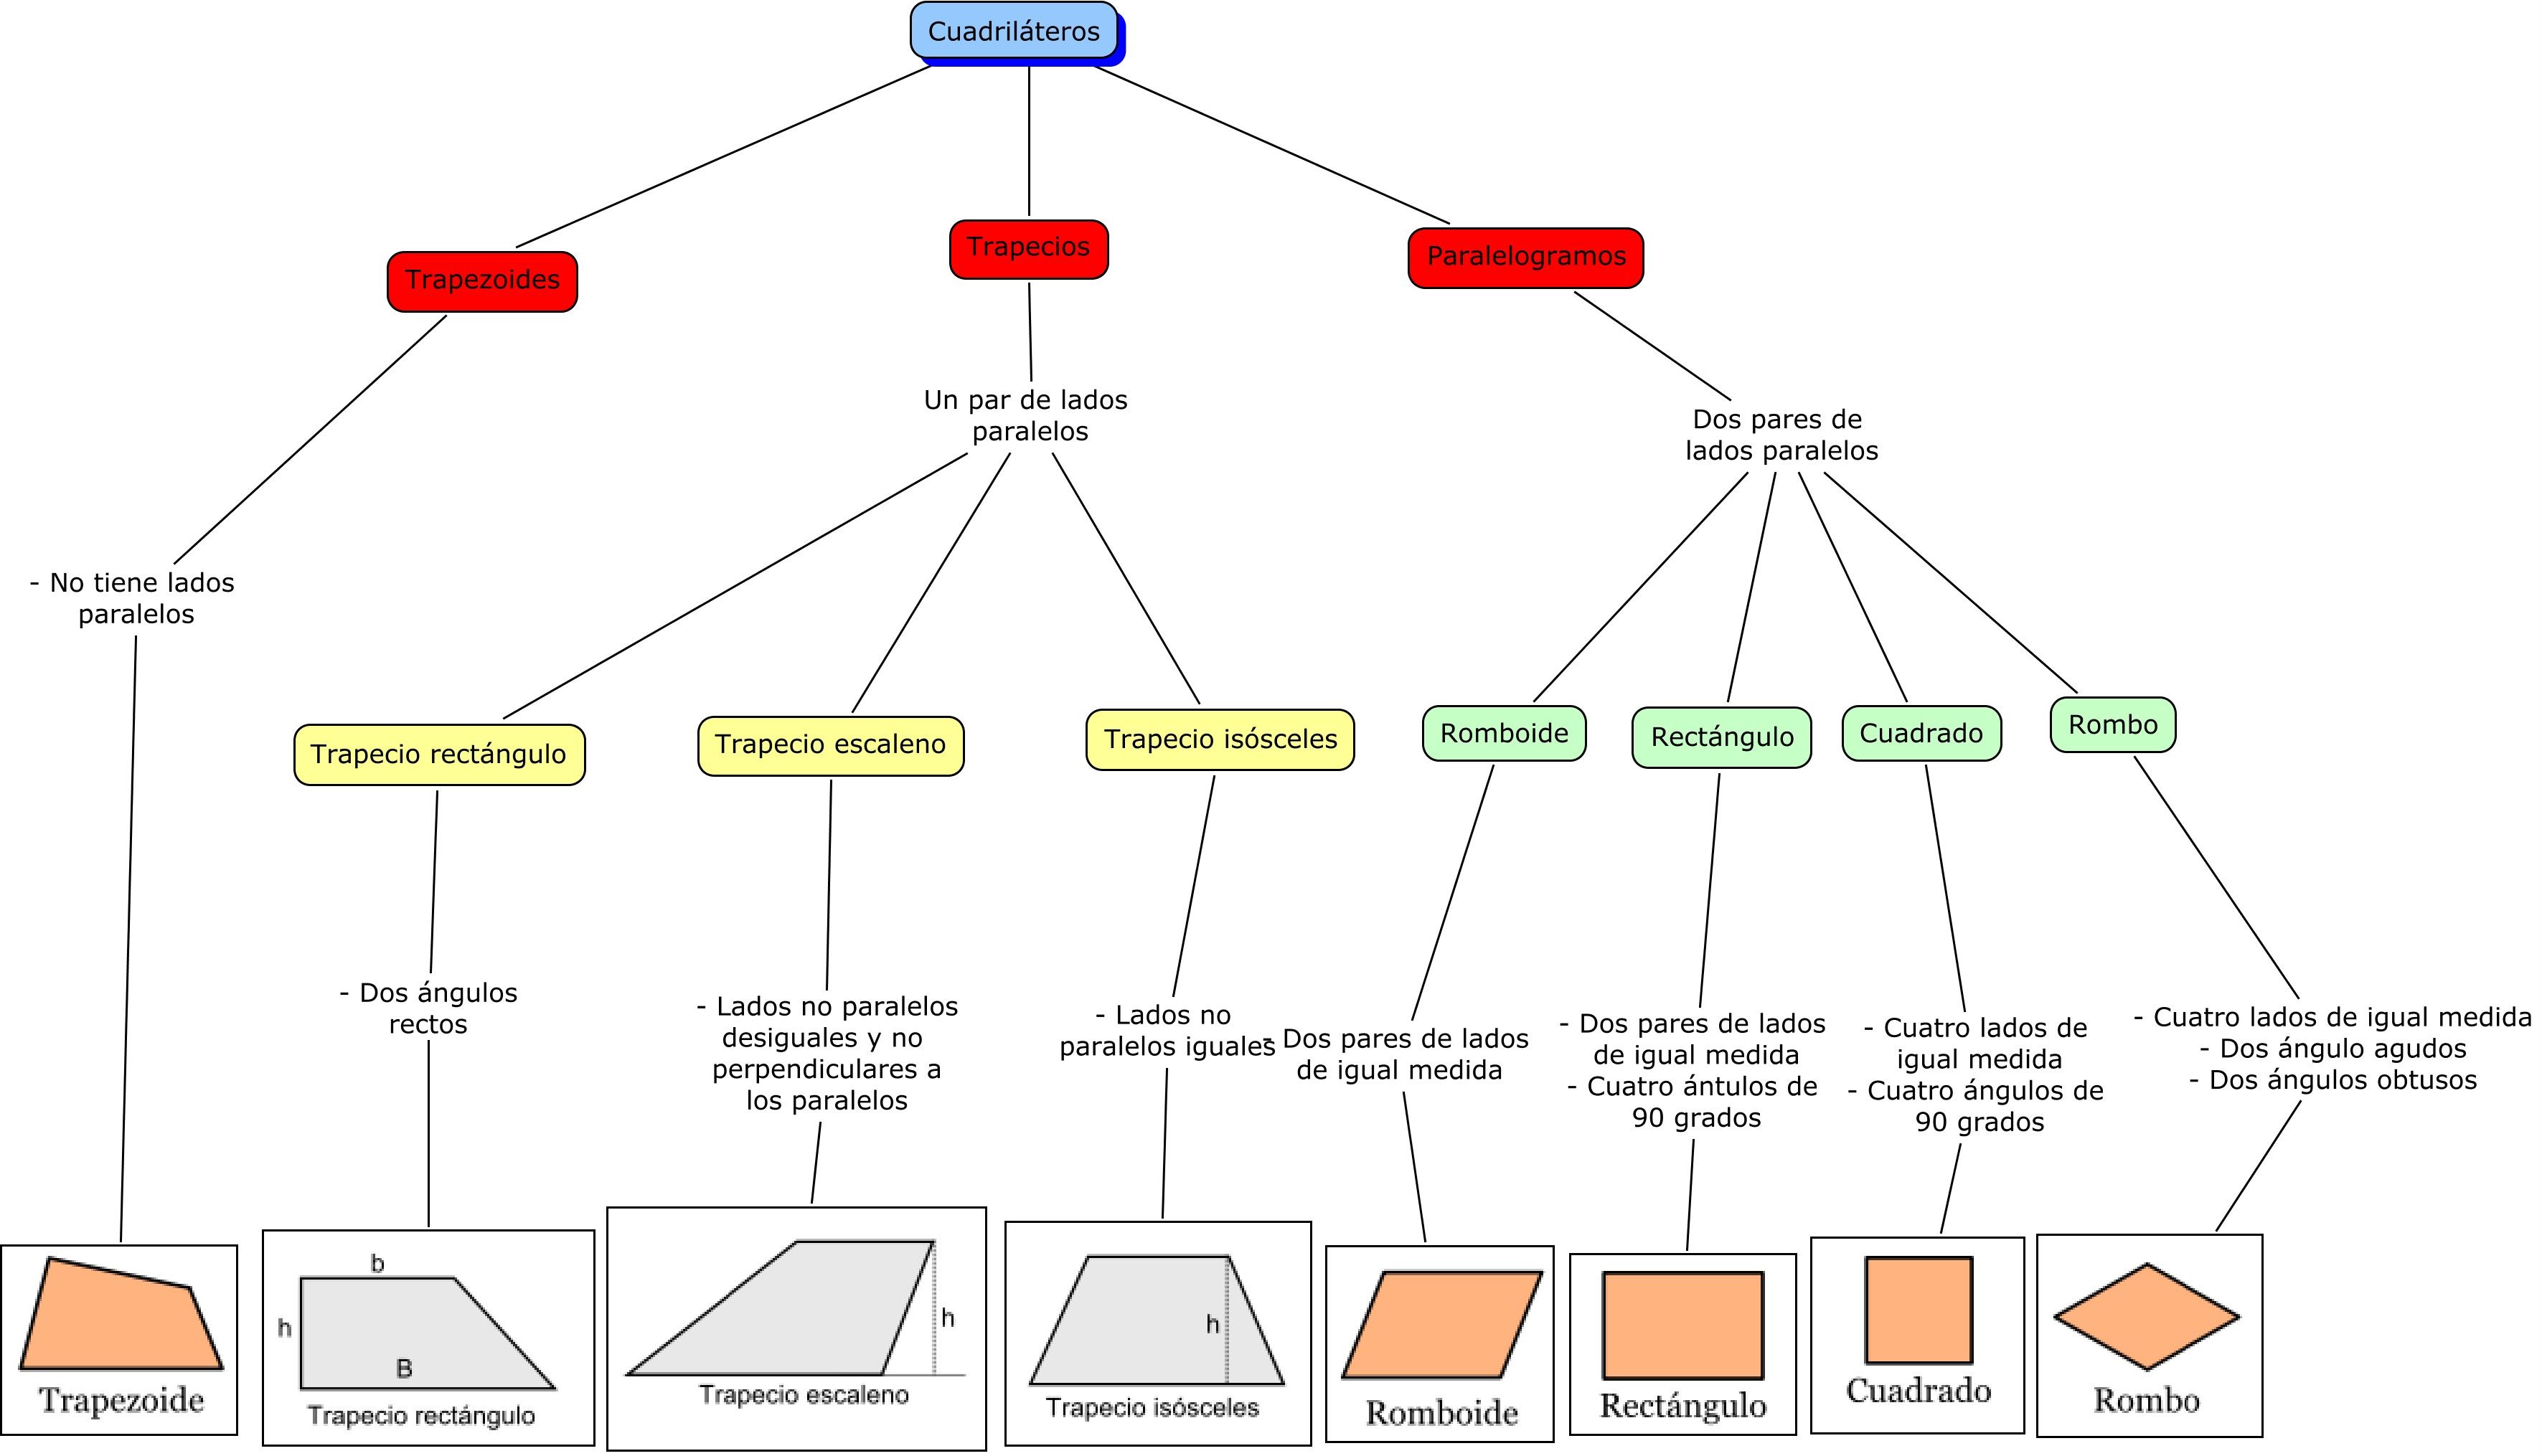 Cuadriláteros
Trapezoides
Trapecios
Paralelogramos
Un par de lados
paralelos
Dos pares de
lados paralelos
- No tiene lados
paralelos
Trapecio rectángulo
Trapecio escaleno
Trapecio isósceles
Romboide
Rectángulo
Cuadrado
Rombo
- Dos ángulos
rectos
- Lados no paralelos
desiguales y no
perpendiculares a
los paralelos
- Lados no
paralelos iguales
- Dos pares de lados
de igual medida
- Dos pares de lados
de igual medida
- Cuatro ántulos de
90 grados
- Cuatro lados de
igual medida
- Cuatro ángulos de
90 grados
- Cuatro lados de igual medida
- Dos ángulo agudos
- Dos ángulos obtusos
Trapezoide
b
h
B
Trapecio rectángulo
h
Trapecio escaleno
h
Trapecio isósceles
Romboide
Rectángulo
Cuadrado
Rombo